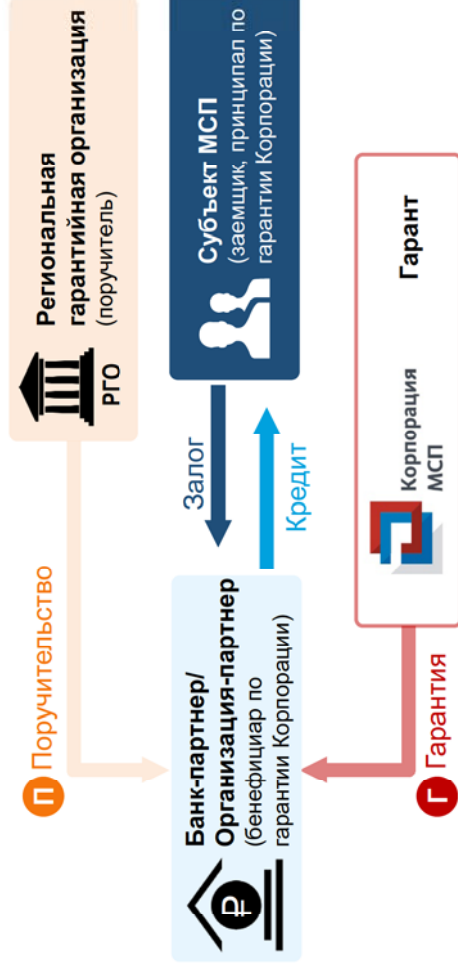 П Поручительство
РГО
Региональная
гарантийная организация
(поручитель)
Банк-партнер/
Организация-партнер
(бенефициар по
гарантии Корпорации)
₽
Залог
Кредит
Субъект МСП
(заемщик, принципал по
гарантии Корпорации)
Г Гарантия
Корпорация
МСП
Гарант